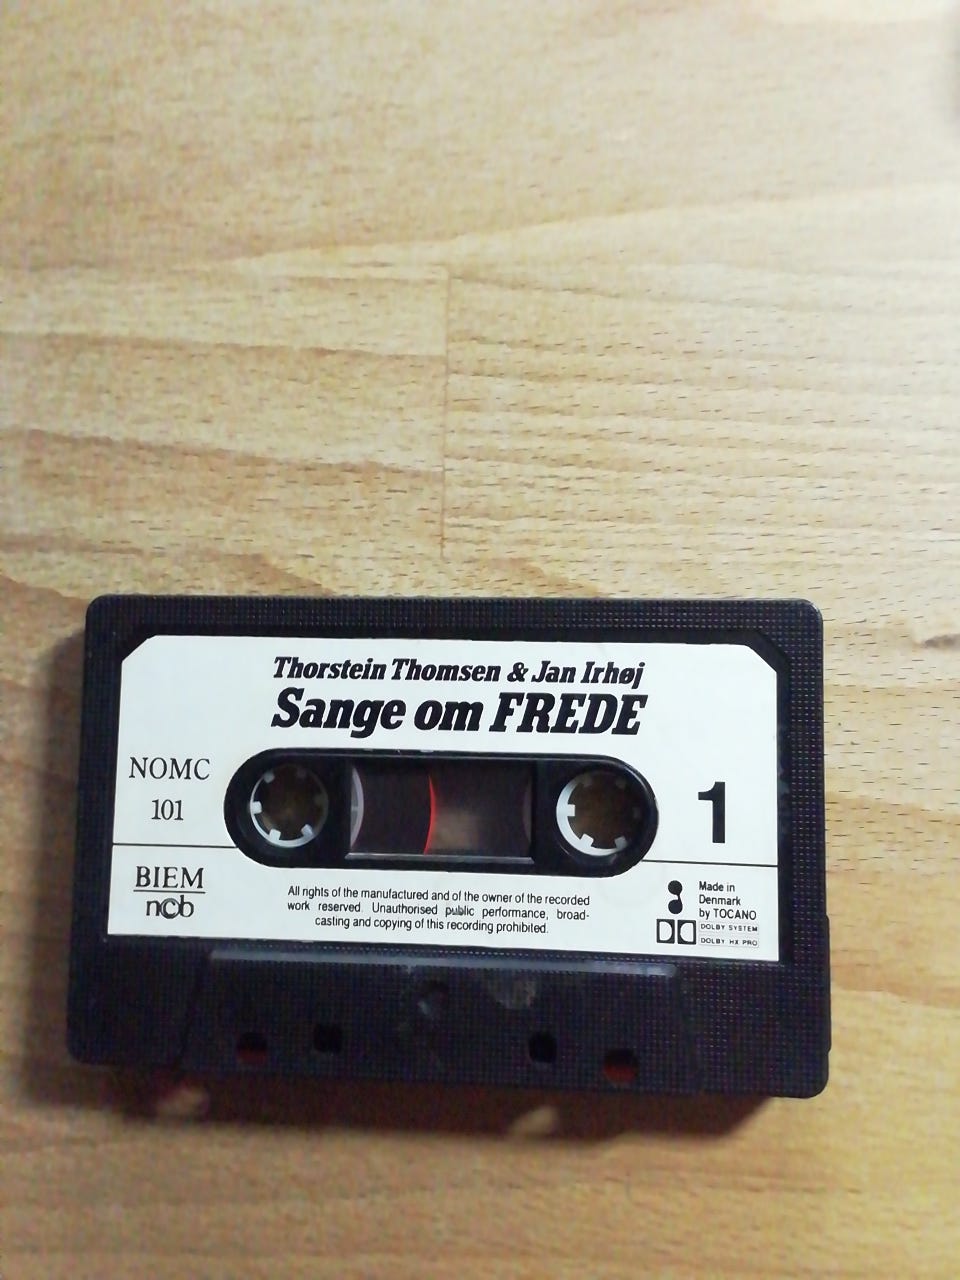 Thorstein Thomsen & Jan Irhøj
Sange om FREDE
NOMC
101
1
BIEM
ncb
All rights of the manufactured and of the owner of the recorded
work reserved. Unauthorised public performance, broad-
casting and copying of this recording prohibited.
Made in
Denmark
by TOCANO
DOLBY SYSTEM
DOLBY HX PRO